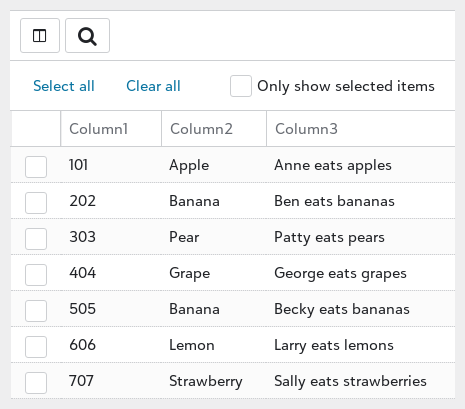 Select all Clear all Only show selected items
Column1 Column2 Column3
101 Apple Anne eats apples
202 Banana Ben eats bananas
303 Pear Patty eats pears
404 Grape George eats grapes
505 Banana Becky eats bananas
606 Lemon Larry eats lemons
707 Strawberry Sally eats strawberries